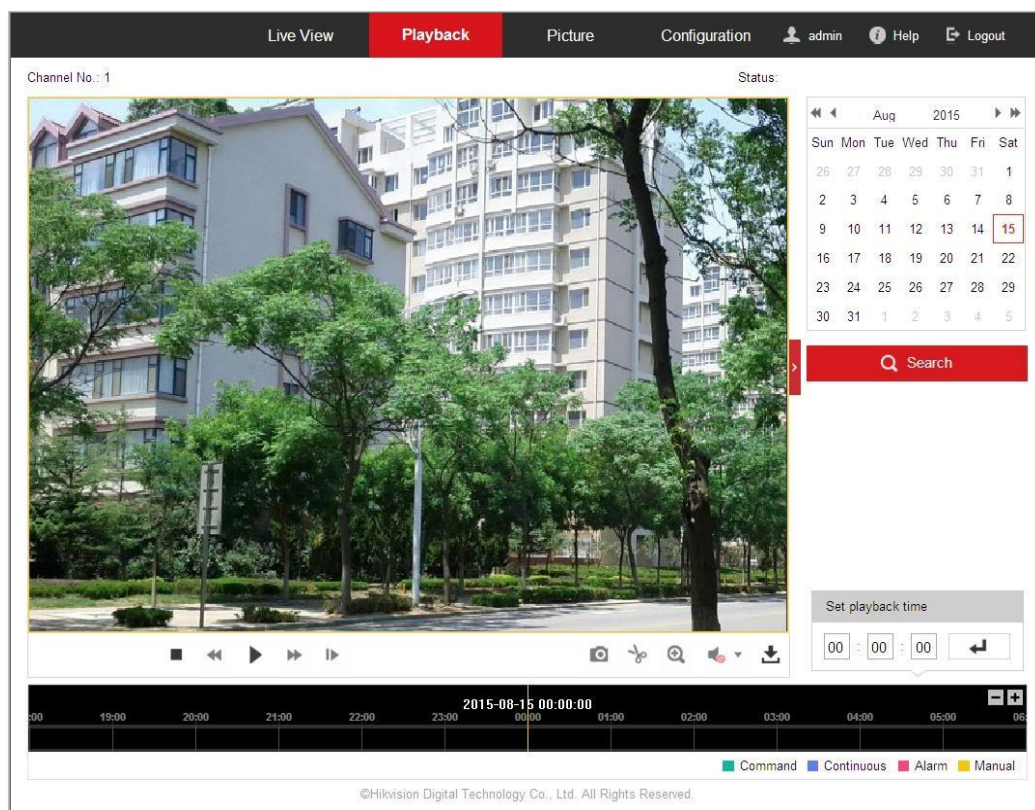 Live View Playback Picture Configuration admin Help Logout
Channel No.: 1 Status:
Aug 2015
Sun Mon Tue Wed Thu Fri Sat
26 27 28 29 30 31 1
2 3 4 5 6 7 8
9 10 11 12 13 14 15
16 17 18 19 20 21 22
23 24 25 26 27 28 29
30 31 1 2 3 4 5
Search
Set playback time
00 : 00 : 00
2015-08-15 00:00:00
:00 19:00 20:00 21:00 22:00 23:00 00:00 01:00 02:00 03:00 04:00 05:00 06:
Command Continuous Alarm Manual
©Hikvision Digital Technology Co., Ltd. All Rights Reserved.